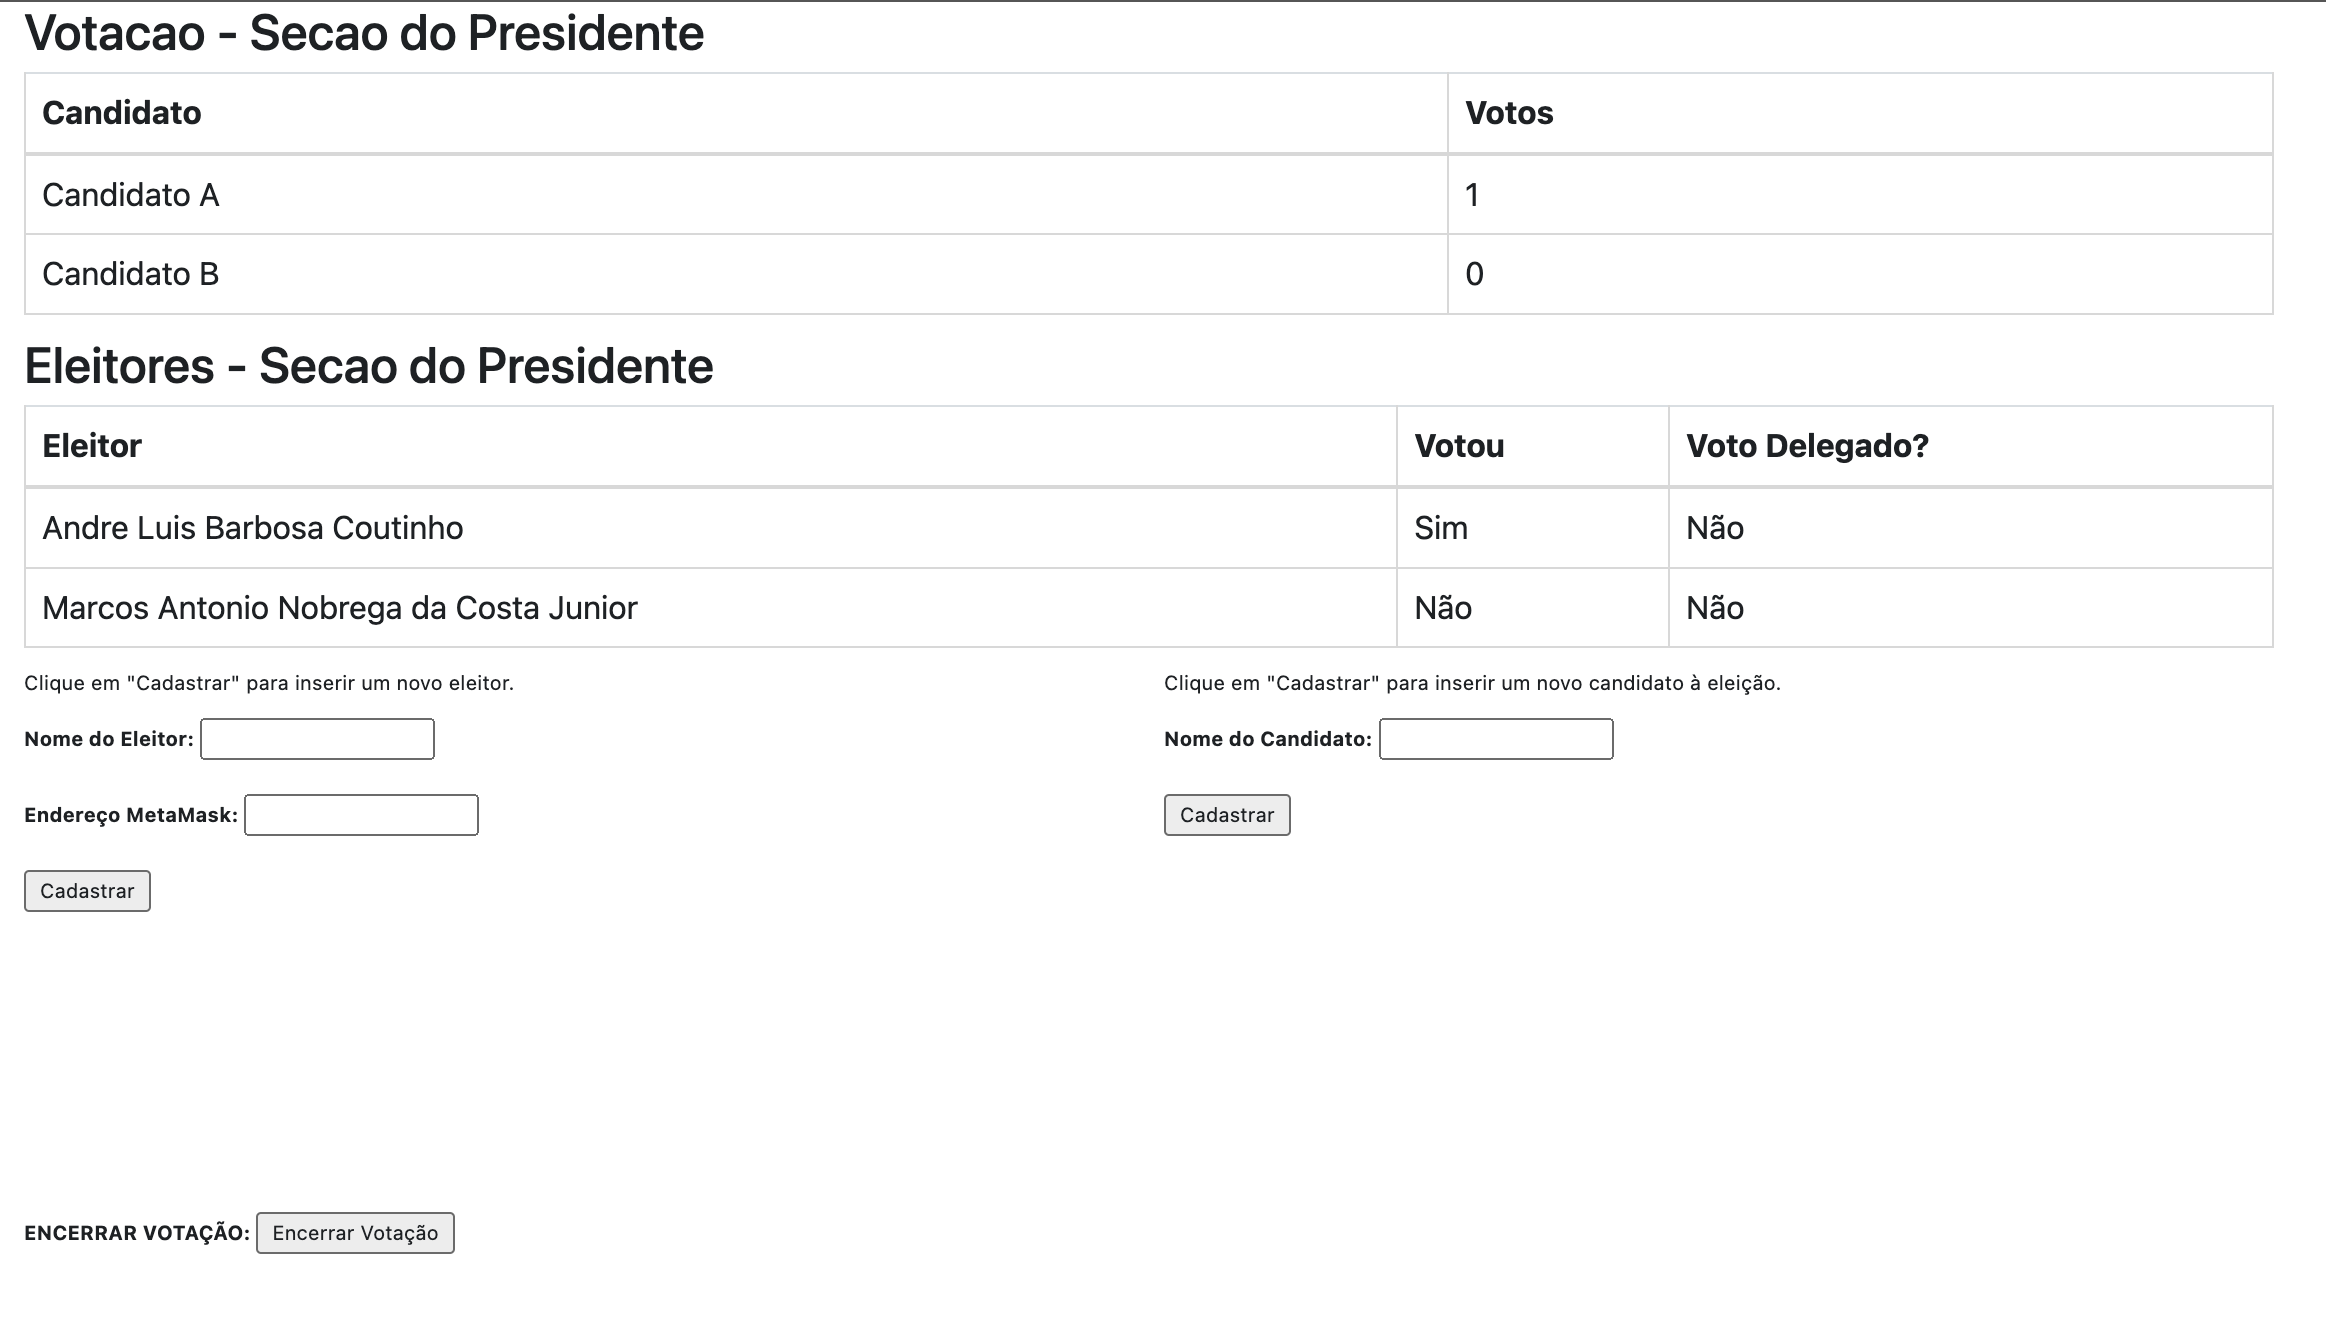 Votacao - Secao do Presidente
Candidato Votos
Candidato A 1
Candidato B 0
Eleitores - Secao do Presidente
Eleitor Votou Voto Delegado?
Andre Luis Barbosa Coutinho Sim Não
Marcos Antonio Nobrega da Costa Junior Não Não
Clique em "Cadastrar" para inserir um novo eleitor.
Nome do Eleitor:
Endereço MetaMask:
Cadastrar
Clique em "Cadastrar" para inserir um novo candidato à eleição.
Nome do Candidato:
Cadastrar
ENCERRAR VOTAÇÃO: Encerrar Votação